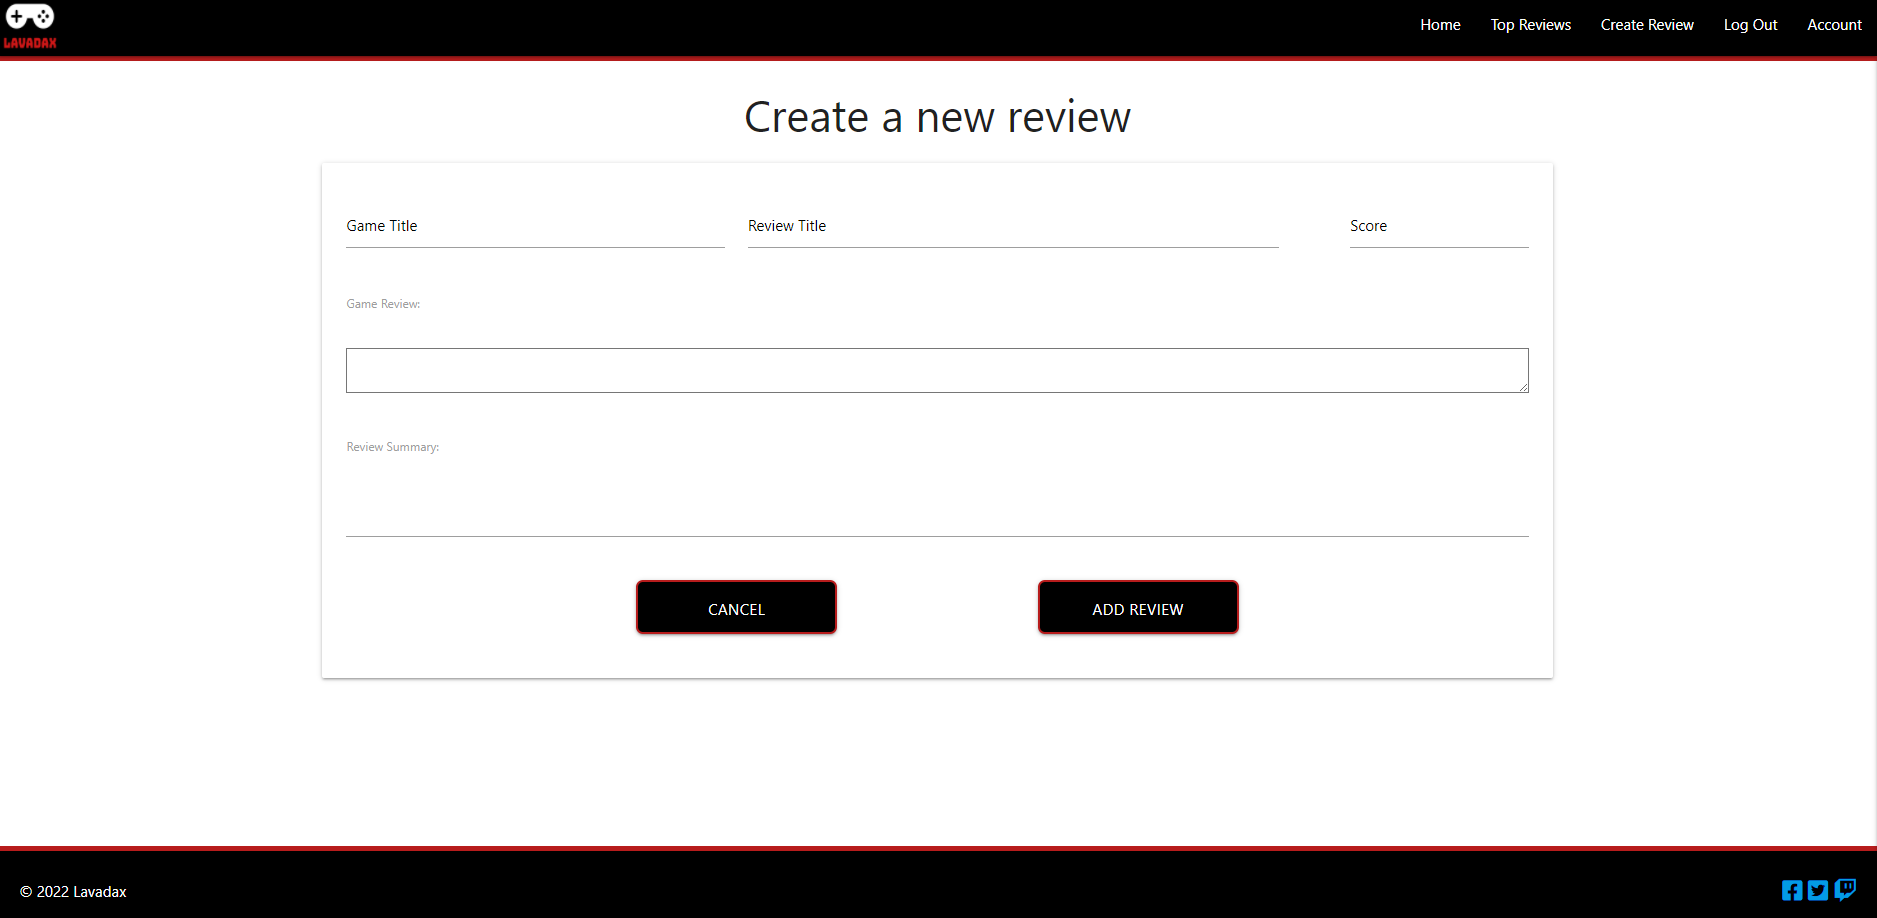 LAVADAX
Home Top Reviews Create Review Log Out Account
Create a new review
Game Title Review Title Score
Game Review:
Review Summary:
CANCEL ADD REVIEW
© 2022 Lavadax